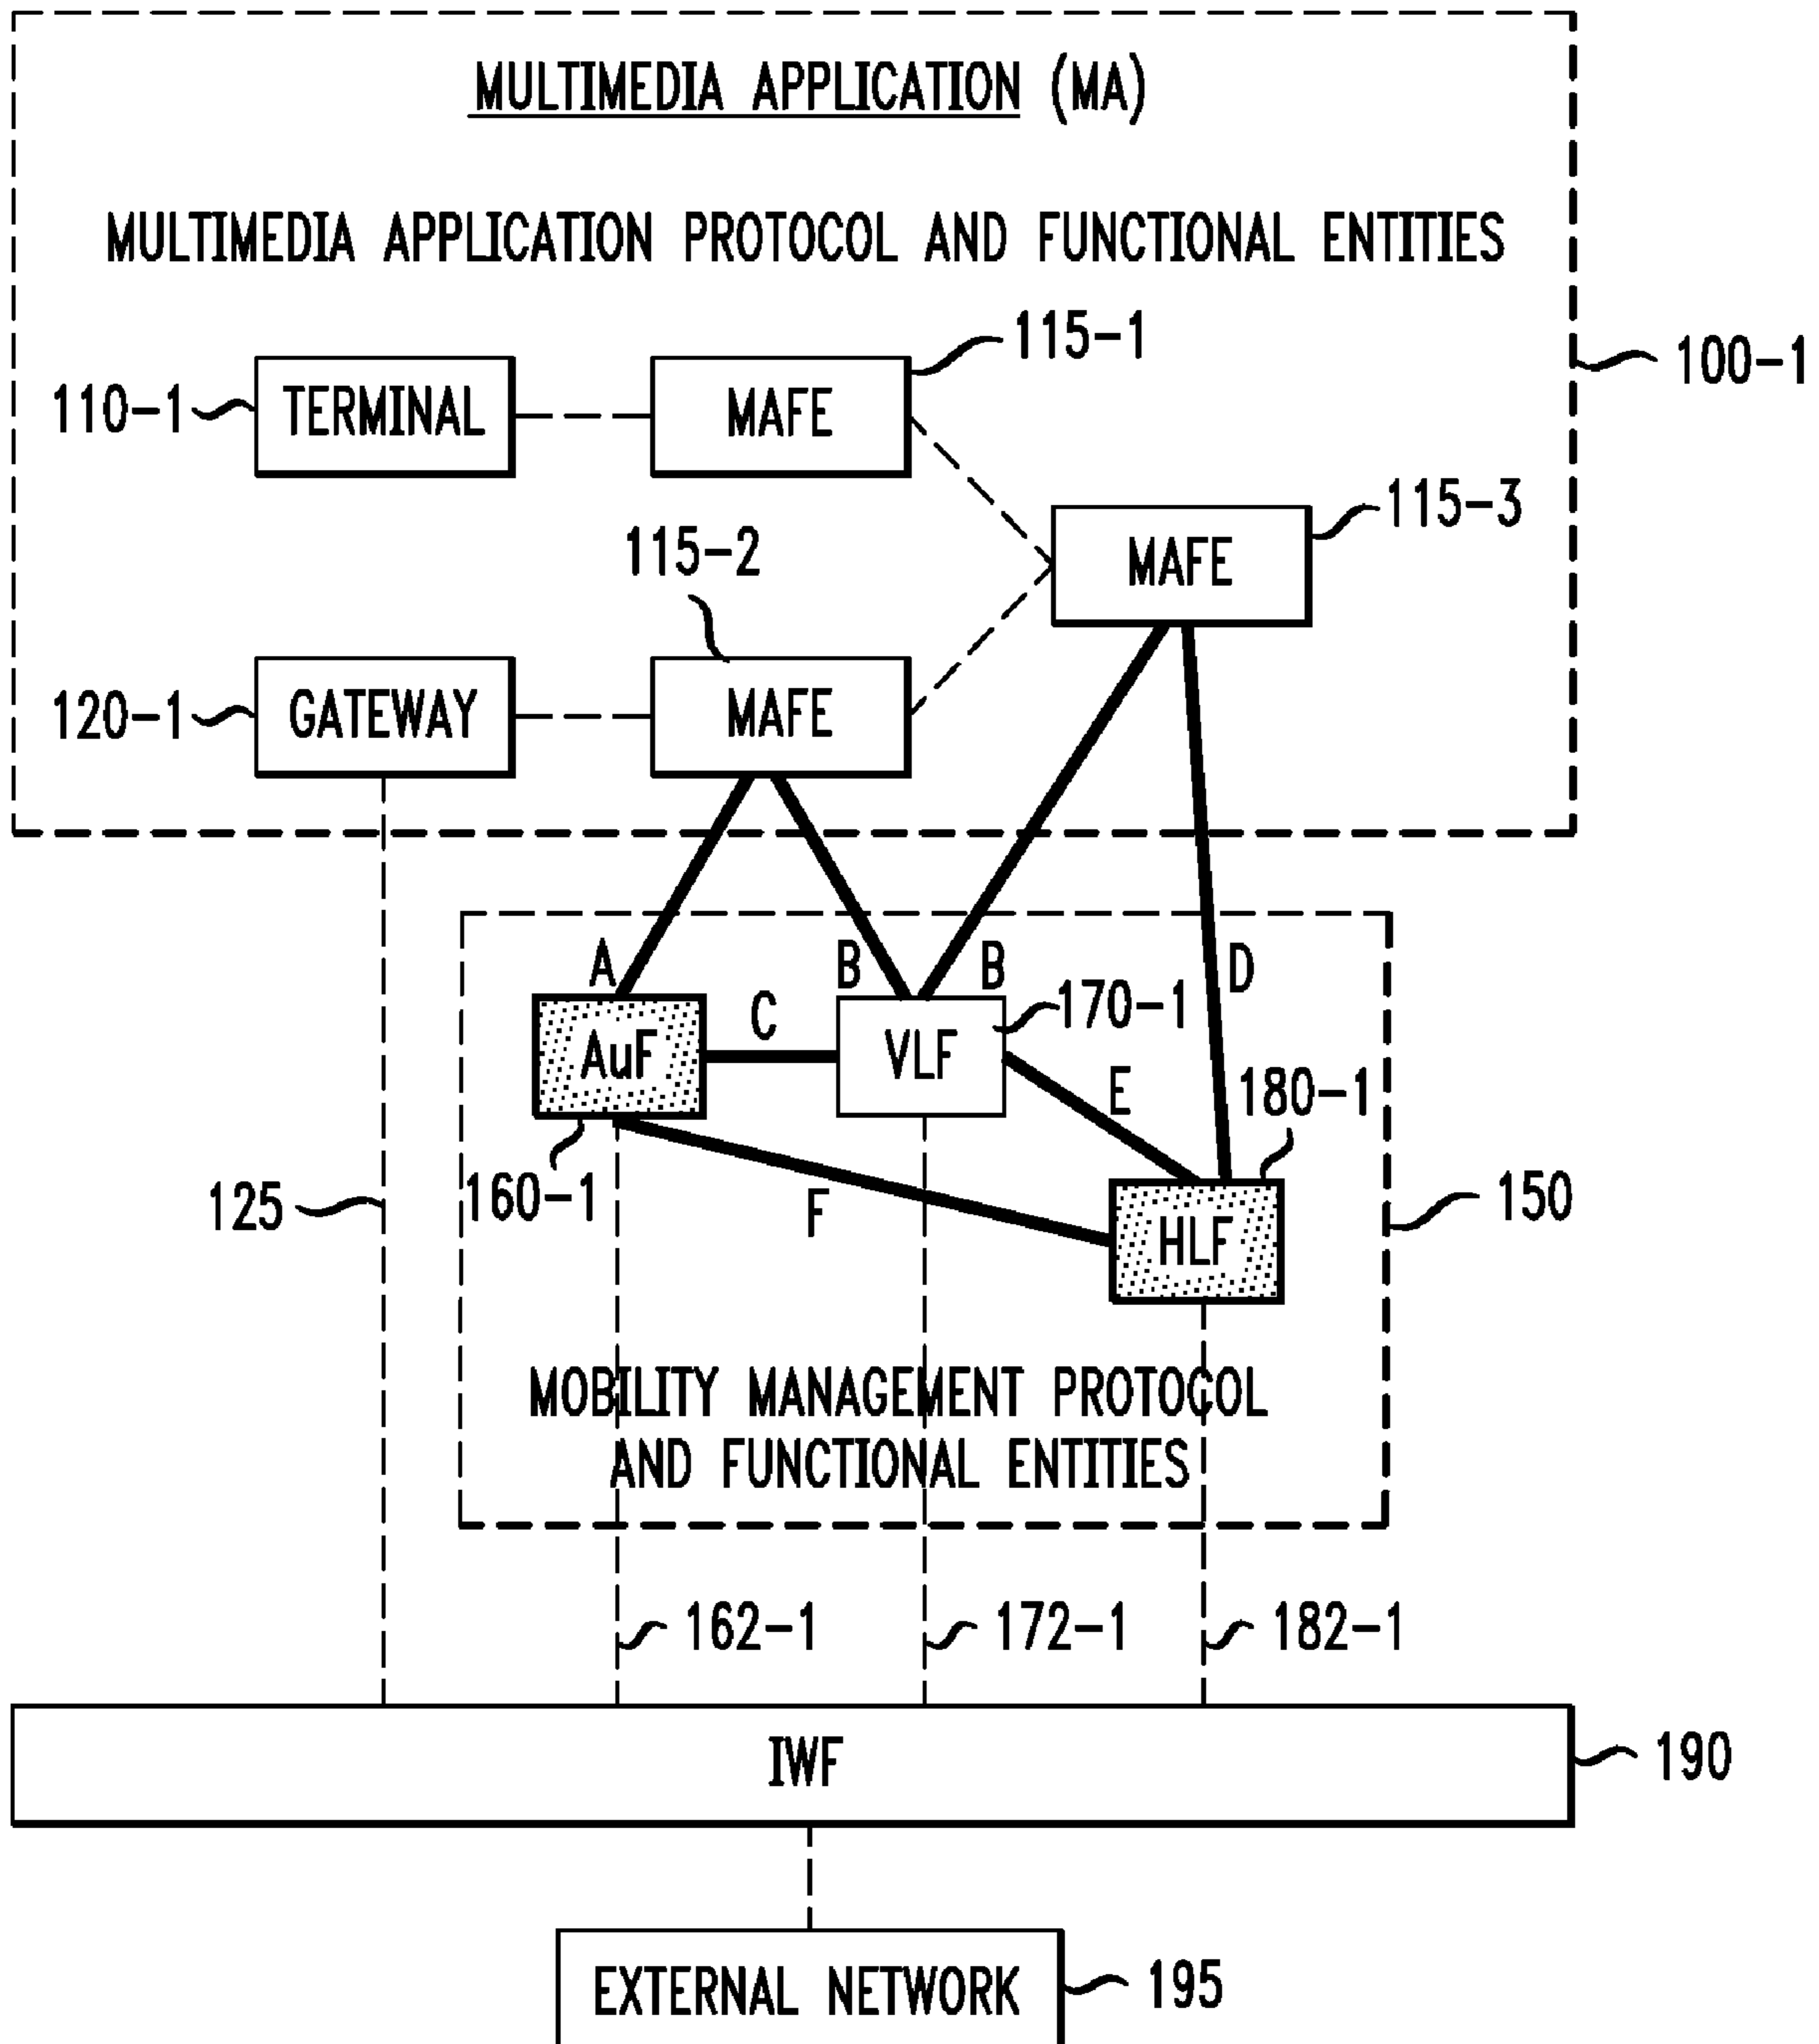 MULTIMEDIA APPLICATION (MA)
MULTIMEDIA APPLICATION PROTOCOL AND FUNCTIONAL ENTITIES
115-1
100-1
110-1
TERMINAL
MAFE
115-3
115-2
MAFE
120-1
GATEWAY
MAFE
A
B
B
D
C
170-1
AuF
VLF
E
180-1
160-1
125
F
HLF
150
MOBILITY MANAGEMENT PROTOCOL
AND FUNCTIONAL ENTITIES
162-1
172-1
182-1
IWF
190
EXTERNAL NETWORK
195